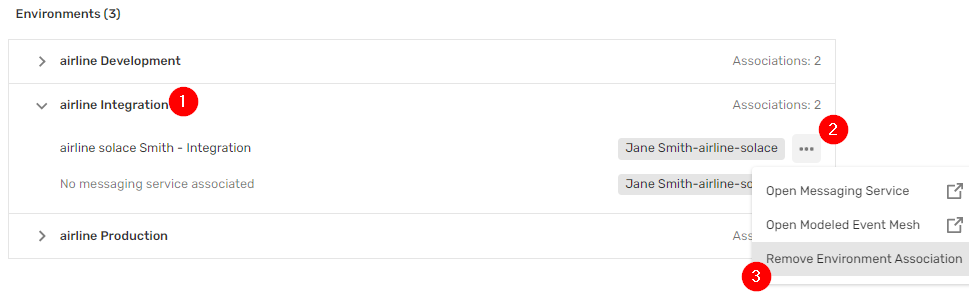 Environments (3)
airline Development Associations: 2
airline Integration 1 Associations: 2
2
airline solace Smith - Integration Jane Smith-airline-solace
No messaging service associated Jane Smith-airline-so
Open Messaging Service
Open Modeled Event Mesh
airline Production Ass
Remove Environment Association
3